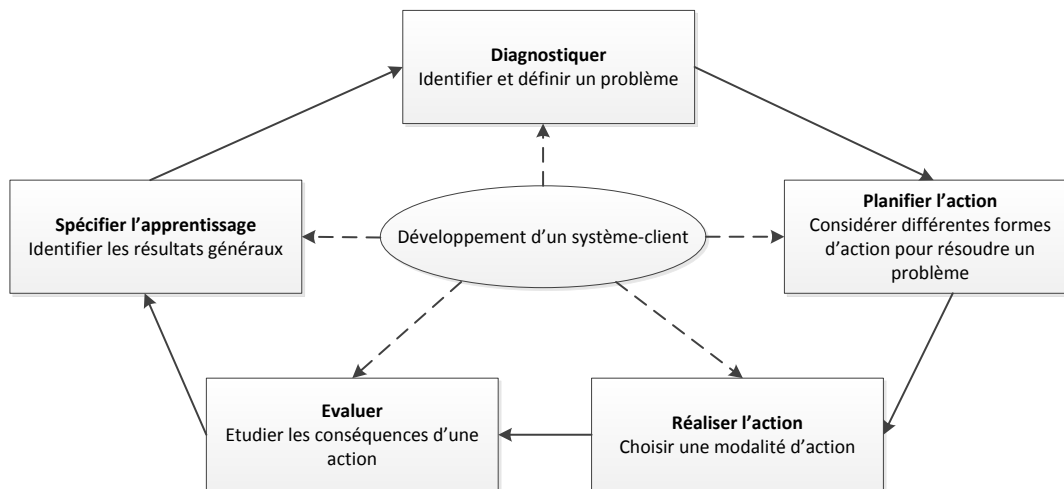 Diagnostiquer
Identifier et définir un problème
Spécifier l’apprentissage
Identifier les résultats généraux
Développement d’un système-client
Planifier l’action
Considérer différentes formes
d’action pour résoudre un
problème
Evaluer
Etudier les conséquences d’une
action
Réaliser l’action
Choisir une modalité d’action